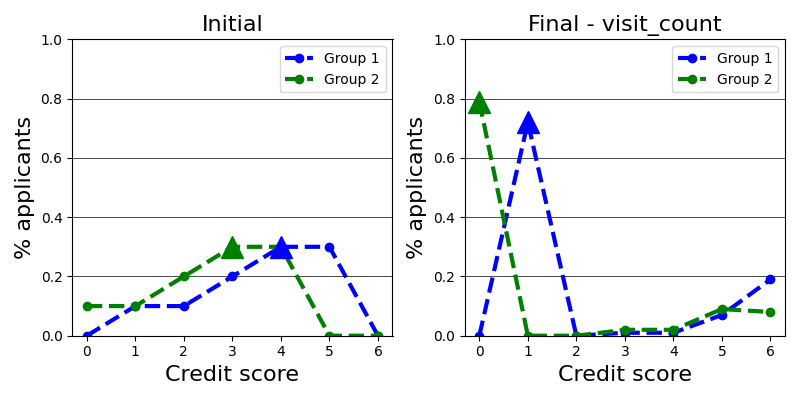 Initial
% applicants
1.0
0.8
0.6
0.4
0.2
0.0
Group 1
Group 2
0 1 2 3 4 5 6
Credit score
Final - visit_count
% applicants
1.0
0.8
0.6
0.4
0.2
0.0
Group 1
Group 2
0 1 2 3 4 5 6
Credit score